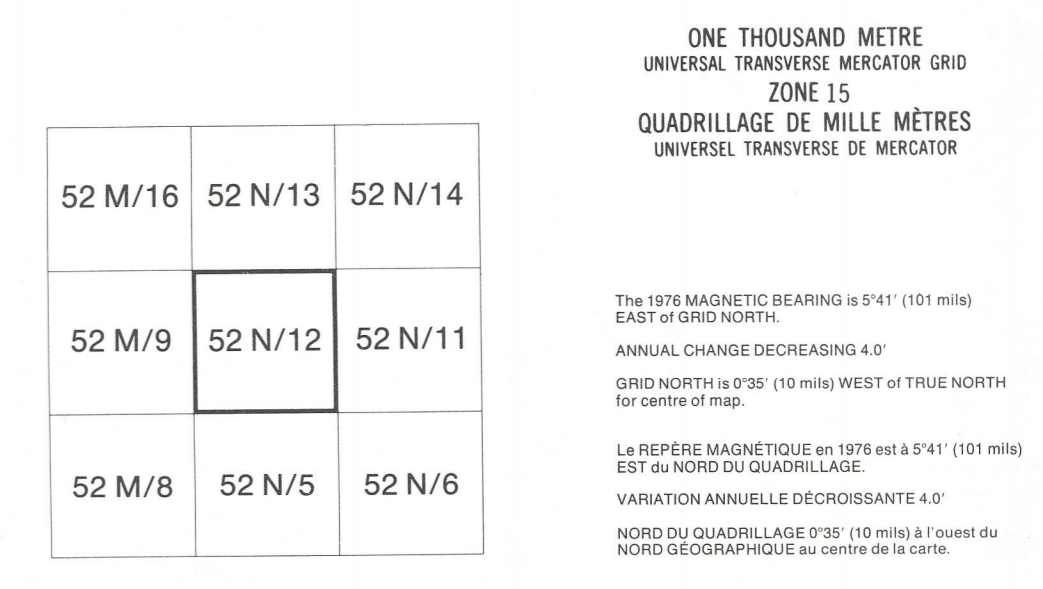 ONE THOUSAND METRE
UNIVERSAL TRANSVERSE MERCATOR GRID
ZONE 15
QUADRILLAGE DE MILLE MÈTRES
UNIVERSEL TRANSVERSE DE MERCATOR
52 M/16 52 N/13 52 N/14
52 M/9 52 N/12 52 N/11
52 M/8 52 N/5 52 N/6
The 1976 MAGNETIC BEARING is 5°41′ (101 mils)
EAST of GRID NORTH.
ANNUAL CHANGE DECREASING 4.0′
GRID NORTH is 0°35′ (10 mils) WEST of TRUE NORTH
for centre of map.
Le REPÈRE MAGNÉTIQUE en 1976 est à 5°41′ (101 mils)
EST du NORD DU QUADRILLAGE.
VARIATION ANNUELLE DÉCROISSANTE 4.0′
NORD DU QUADRILLAGE 0°35′ (10 mils) à l'ouest du
NORD GÉOGRAPHIQUE au centre de la carte.